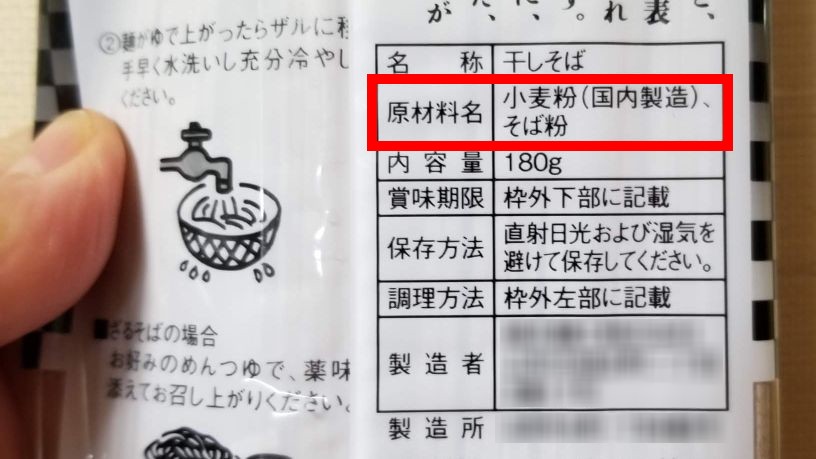 ②麺がゆで上がったらザルに
手早く水洗いし充分冷やし
ください。
■ざるそばの場合
お好みのめんつゆで、薬味
添えてお召し上がりください。
名称 干しそば
原材料名 小麦粉(国内製造)、
そば粉
内容量 180g
賞味期限 枠外下部に記載
保存方法 直射日光および湿気を
避けて保存してください。
調理方法 枠外左部に記載
製造者
製造所